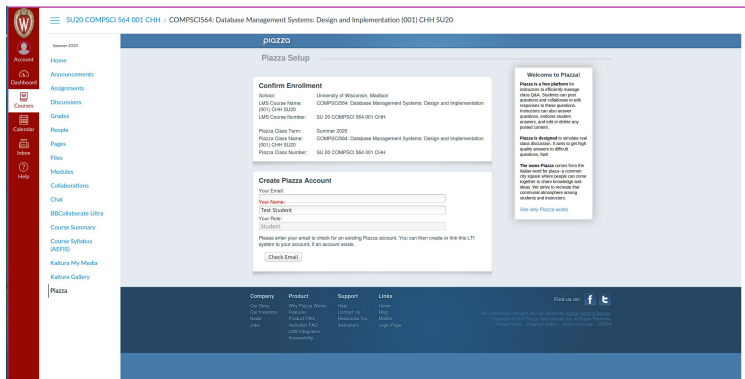 SU20 COMPSCI 564 001 CHH > COMPSCI564: Database Management Systems: Design and Implementation (001) CHH SU20
Account
Dashboard
Courses
Calendar
Inbox
Help
Summer 2020
Home
Announcements
Assignments
Discussions
Grades
People
Pages
Files
Modules
Collaborations
Chat
BBCollaborate Ultra
Course Summary
Course Syllabus
(AEFIS)
Kaltura My Media
Kaltura Gallery
Piazza
piazza
Piazza Setup
Confirm Enrollment
School: University of Wisconsin, Madison
LMS Course Name: COMPSCI564: Database Management Systems: Design and Implementation
(001) CHH SU20
LMS Course Number: SU 20 COMPSCI 564 001 CHH
Piazza Class Term: Summer 2020
Piazza Class Name: COMPSCI564: Database Management Systems: Design and Implementation
(001) CHH SU20
Piazza Class Number: SU 20 COMPSCI 564 001 CHH
Create Piazza Account
Your Email:
Your Name:
Test Student
Your Role:
Student
Please enter your email to check for an existing Piazza account. You can then create or link this LTI
system to your account, if an account exists.
Check Email
Welcome to Piazza!
Piazza is a free platform for
instructors to efficiently manage
class Q&A. Students can post
questions and collaborate to edit
responses to these questions.
Instructors can also answer
questions, endorse student
answers, and edit or delete any
posted content.
Piazza is designed to simulate real
class discussion. It aims to get high
quality answers to difficult
questions, fast!
The name Piazza comes from the
Italian word for plaza--a common
city square where people can come
together to share knowledge and
ideas. We strive to recreate that
communal atmosphere among
students and instructors.
See why Piazza works
Company
Our Story
Our Investors
News
Jobs
Product
Why Piazza Works
Features
Product FAQ
Instructor FAQ
LMS Integration
Accessibility
Support
Help
Contact Us
Resources For
Instructors
Links
Home
Blog
Mobile
Login Page
Find us on: